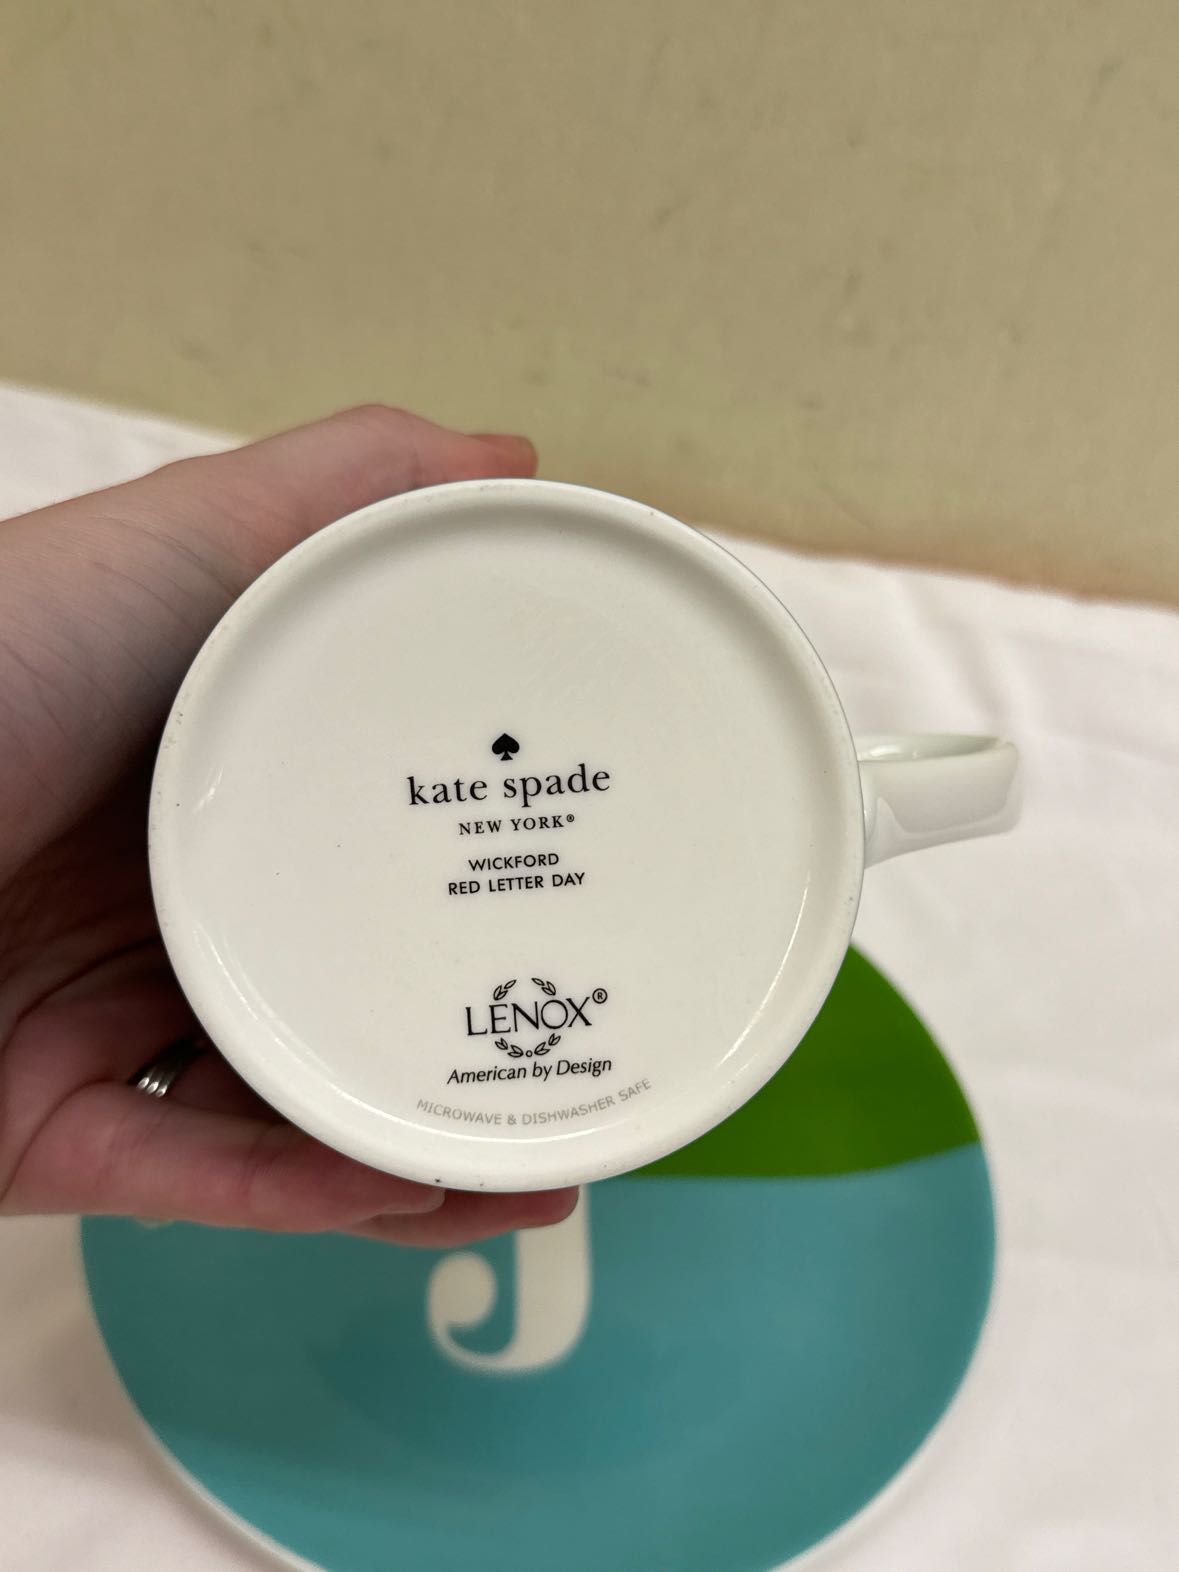 kate spade
NEW YORK®
WICKFORD
RED LETTER DAY
LENOX®
American by Design
MICROWAVE & DISHWASHER SAFE
J